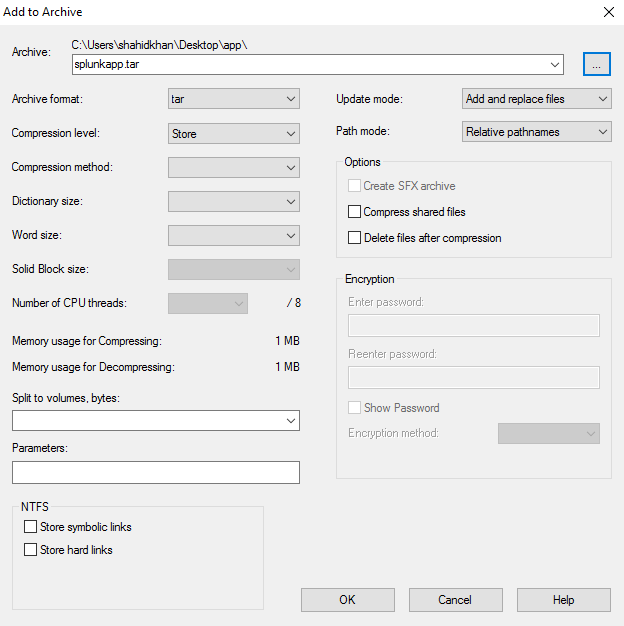 Add to Archive
Archive:
C:\Users\shahidkhan\Desktop\app\
splunkapp.tar
...
Archive format:
tar
Compression level:
Store
Compression method:
Dictionary size:
Word size:
Solid Block size:
Number of CPU threads:
/ 8
Memory usage for Compressing:
1 MB
Memory usage for Decompressing:
1 MB
Split to volumes, bytes:
Parameters:
NTFS
Store symbolic links
Store hard links
Update mode:
Add and replace files
Path mode:
Relative pathnames
Options
Create SFX archive
Compress shared files
Delete files after compression
Encryption
Enter password:
Reenter password:
Show Password
Encryption method:
OK
Cancel
Help